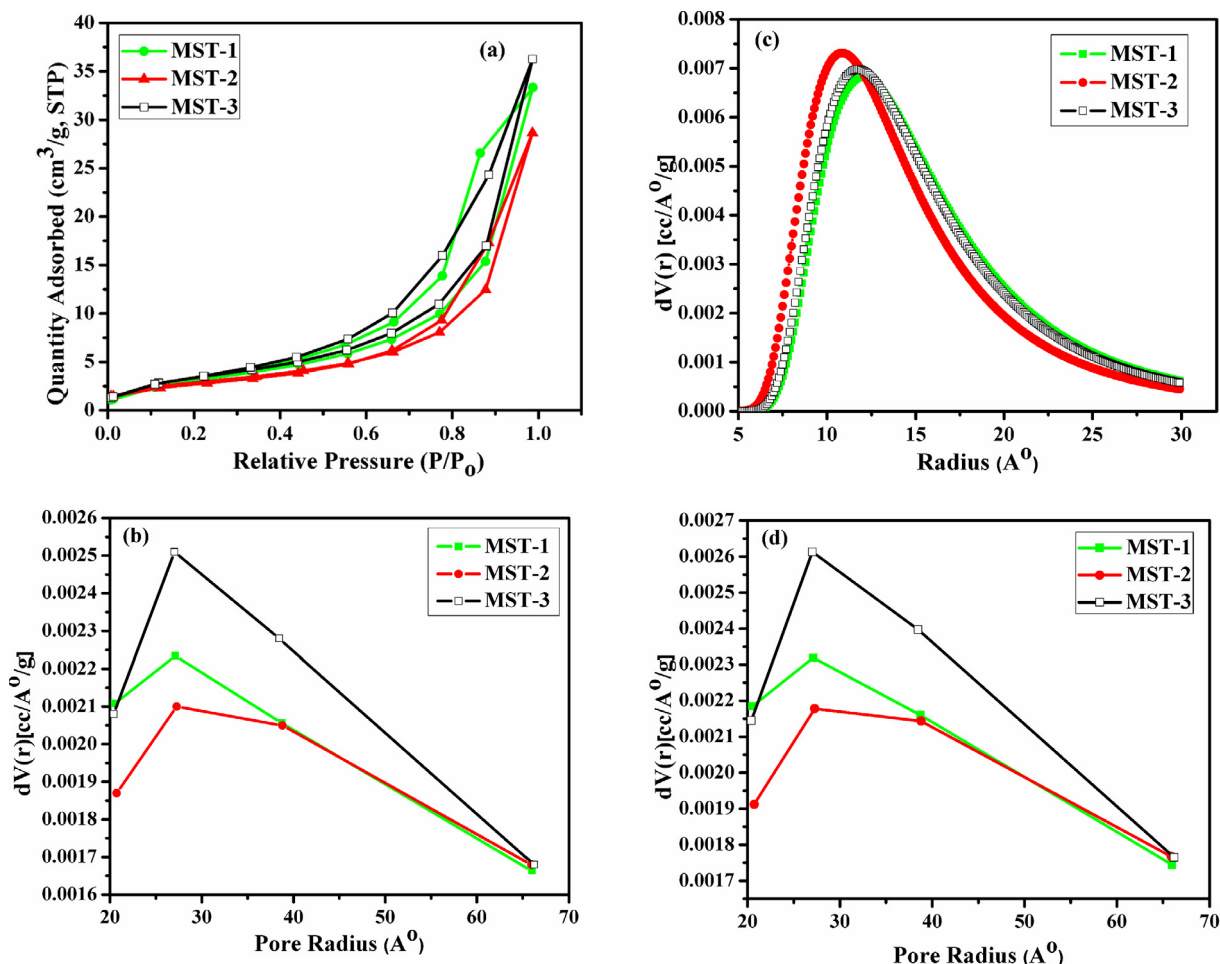 (a)
MST-1
MST-2
MST-3
Quantity Adsorbed (cm³/g, STP)
40
35
30
25
20
15
10
5
0
0.0 0.2 0.4 0.6 0.8 1.0
Relative Pressure (P/Pₒ)
(c)
MST-1
MST-2
MST-3
dV(r) [cc/Aᴼ/g]
0.008
0.007
0.006
0.005
0.004
0.003
0.002
0.001
0.000
5 10 15 20 25 30
Radius (Aᴼ)
(b)
MST-1
MST-2
MST-3
dV(r)[cc/Aᴼ/g]
0.0026
0.0025
0.0024
0.0023
0.0022
0.0021
0.0020
0.0019
0.0018
0.0017
0.0016
20 30 40 50 60 70
Pore Radius (Aᴼ)
(d)
MST-1
MST-2
MST-3
dV(r)[cc/Aᴼ/g]
0.0027
0.0026
0.0025
0.0024
0.0023
0.0022
0.0021
0.0020
0.0019
0.0018
0.0017
20 30 40 50 60 70
Pore Radius (Aᴼ)